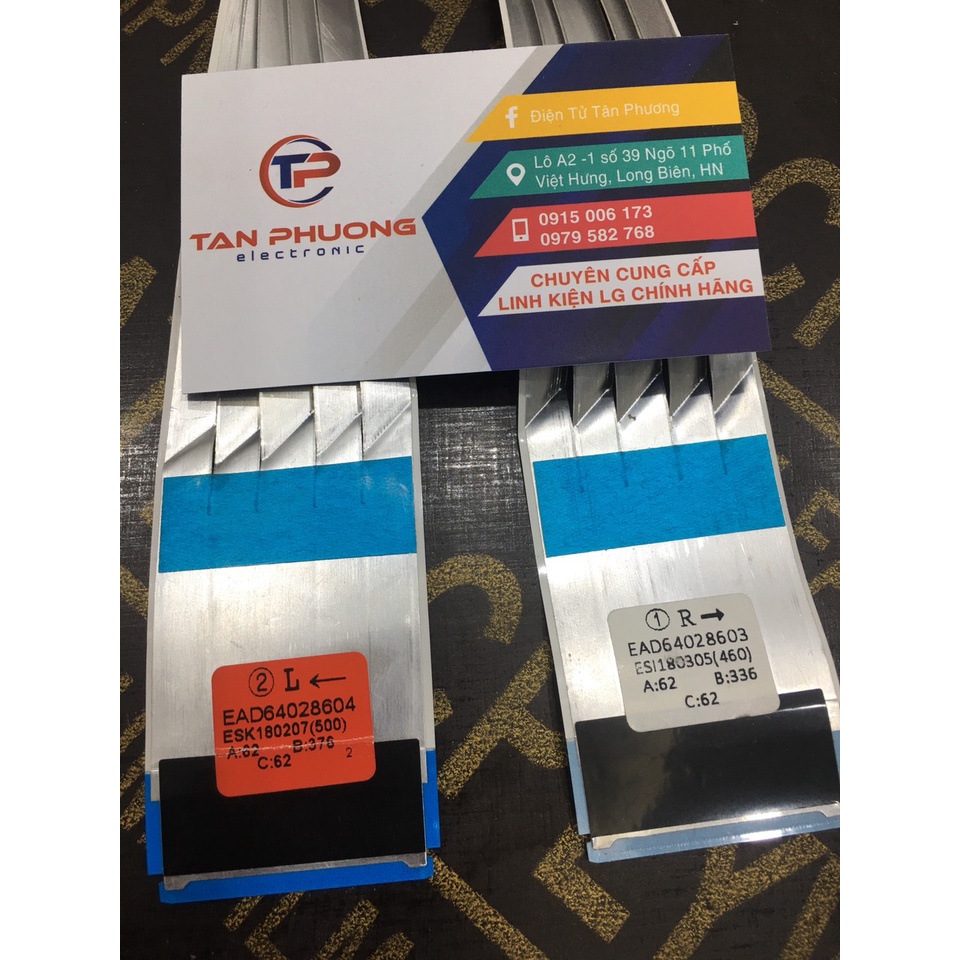 TP
TAN PHUONG
electronic
Điện Tử Tân Phương
Lô A2 -1 số 39 Ngõ 11 Phố
Việt Hưng, Long Biên, HN
0915 006 173
0979 582 768
CHUYÊN CUNG CẤP
LINH KIỆN LG CHÍNH HÃNG
② L ←
EAD64028604
ESK180207(500)
A:62 B:376
C:62 2
① R →
EAD64028603
ESI180305(460)
A:62 B:336
C:62